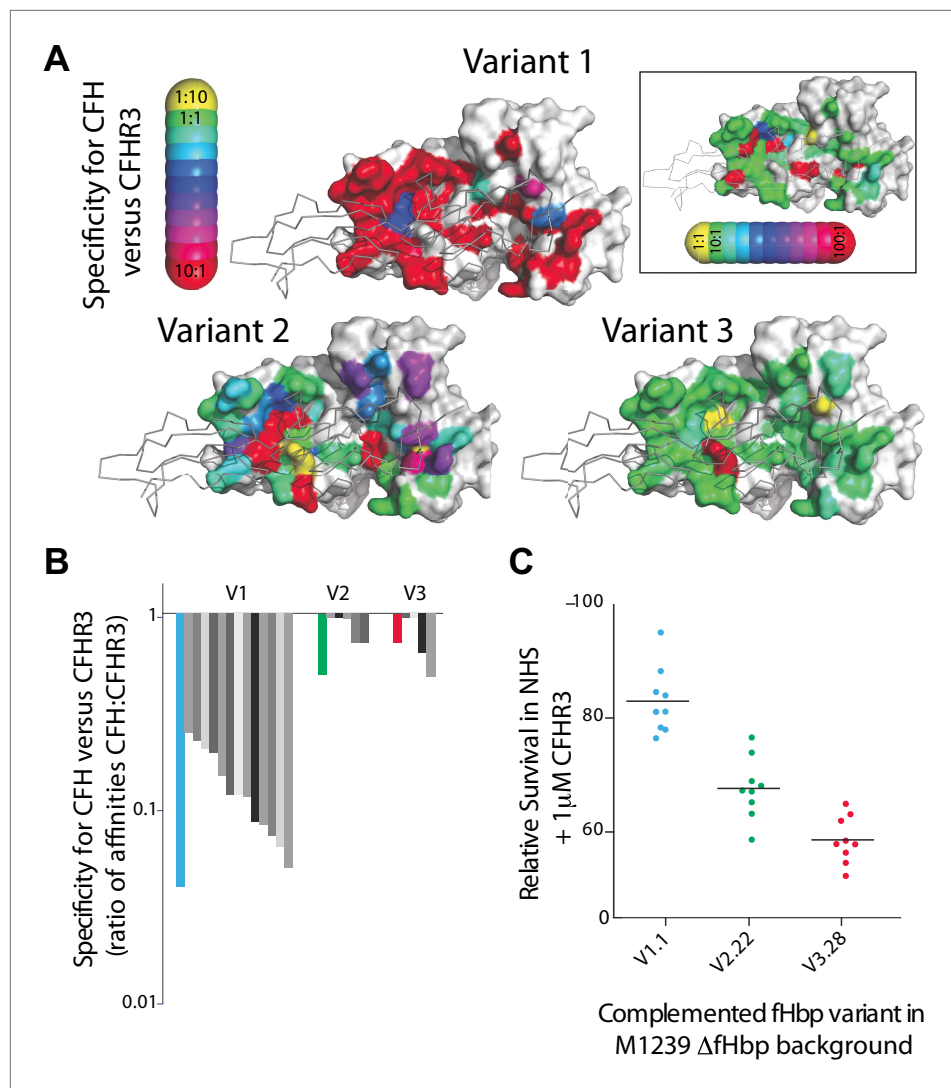 A
Specificity for CFH
versus CFHR3
1:10
1:1
10:1
Variant 1
1:1
10:1
100:1
Variant 2
Variant 3
B
Specificity for CFH versus CFHR3
(ratio of affinities CFH:CFHR3)
V1
V2
V3
1
0.1
0.01
C
Relative Survival in NHS
+ 1μM CFHR3
100
80
60
0
V1.1
V2.22
V3.28
Complemented fHbp variant in
M1239 ΔfHbp background